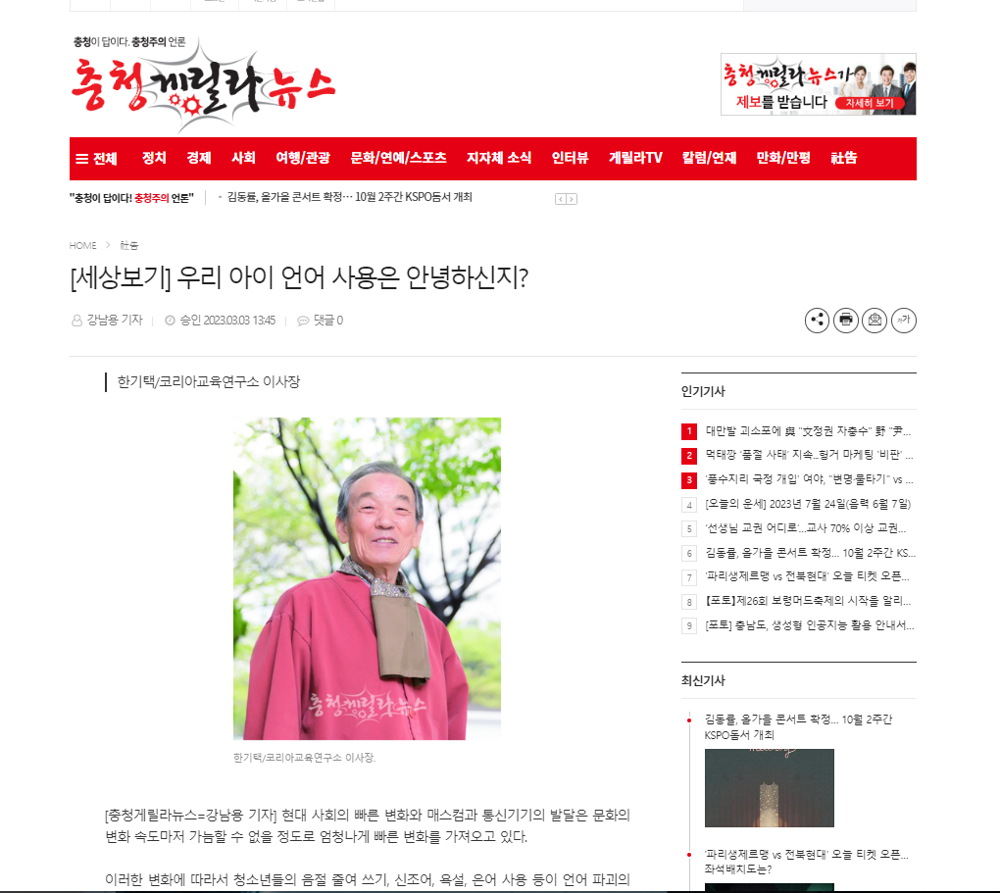 충청이 답이다. 충청주의 언론
충청게릴라뉴스
충청게릴라뉴스가
제보를 받습니다 자세히 보기
전체 정치 경제 사회 여행/관광 문화/연예/스포츠 지자체 소식 인터뷰 게릴라TV 칼럼/연재 만화/만평 社告
"충청이 답이다! 충청주의 언론" 김동률, 올가을 콘서트 확정… 10월 2주간 KSPO돔서 개최
HOME > 社告
[세상보기] 우리 아이 언어 사용은 안녕하신지?
강남용 기자 승인 2023.03.03 13:45 댓글 0
가가
한기택/코리아교육연구소 이사장
충청게릴라뉴스
한기택/코리아교육연구소 이사장.
[충청게릴라뉴스=강남용 기자] 현대 사회의 빠른 변화와 매스컴과 통신기기의 발달은 문화의
변화 속도마저 가늠할 수 없을 정도로 엄청나게 빠른 변화를 가져오고 있다.
이러한 변화에 따라서 청소년들의 음절 줄여 쓰기, 신조어, 욕설, 은어 사용 등이 언어 파괴의
인기기사
1 대만발 괴소포에 與 "文정권 자충수" 野 "尹...
2 먹태깡 '품절 사태' 지속...헝거 마케팅 '비판' ...
3 '풍수지리 국정 개입' 여야, "변명·물타기" vs ...
4 [오늘의 운세] 2023년 7월 24일(음력 6월 7일)
5 '선생님 교권 어디로'...교사 70% 이상 교권...
6 김동률, 올가을 콘서트 확정... 10월 2주간 KS...
7 '파리생제르맹 vs 전북현대' 오늘 티켓 오픈...
8 【포토】제26회 보령머드축제의 시작을 알리...
9 [포토] 충남도, 생성형 인공지능 활용 안내서...
최신기사
김동률, 올가을 콘서트 확정... 10월 2주간
KSPO돔서 개최
'파리생제르맹 vs 전북현대' 오늘 티켓 오픈...
좌석배치도는?